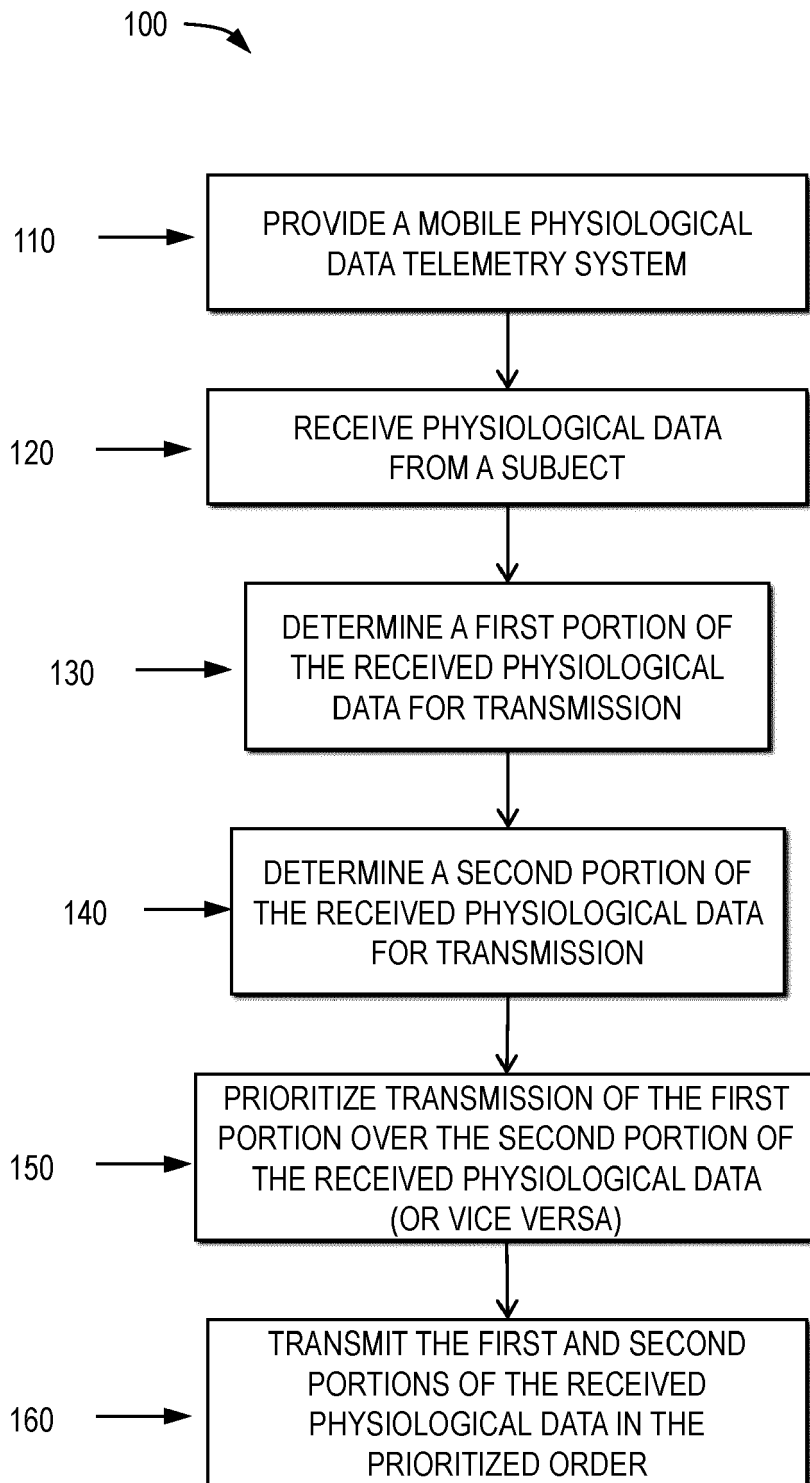 100
110
PROVIDE A MOBILE PHYSIOLOGICAL
DATA TELEMETRY SYSTEM
120
RECEIVE PHYSIOLOGICAL DATA
FROM A SUBJECT
130
DETERMINE A FIRST PORTION OF
THE RECEIVED PHYSIOLOGICAL
DATA FOR TRANSMISSION
140
DETERMINE A SECOND PORTION OF
THE RECEIVED PHYSIOLOGICAL DATA
FOR TRANSMISSION
150
PRIORITIZE TRANSMISSION OF THE FIRST
PORTION OVER THE SECOND PORTION OF
THE RECEIVED PHYSIOLOGICAL DATA
(OR VICE VERSA)
160
TRANSMIT THE FIRST AND SECOND
PORTIONS OF THE RECEIVED
PHYSIOLOGICAL DATA IN THE
PRIORITIZED ORDER